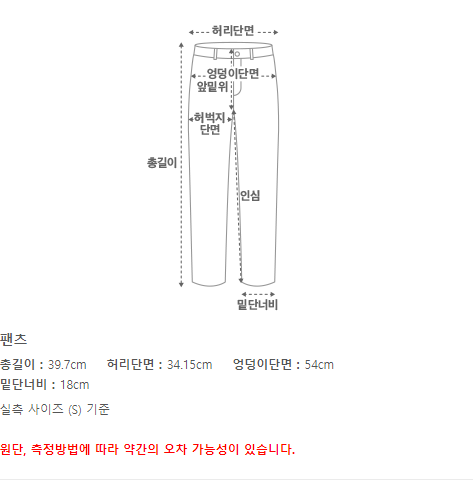 허리단면
엉덩이단면
앞밑위
허벅지
단면
총길이
인심
밑단너비
팬츠
총길이 : 39.7cm 허리단면 : 34.15cm 엉덩이단면 : 54cm
밑단너비 : 18cm
실측 사이즈 (S) 기준
원단, 측정방법에 따라 약간의 오차 가능성이 있습니다.